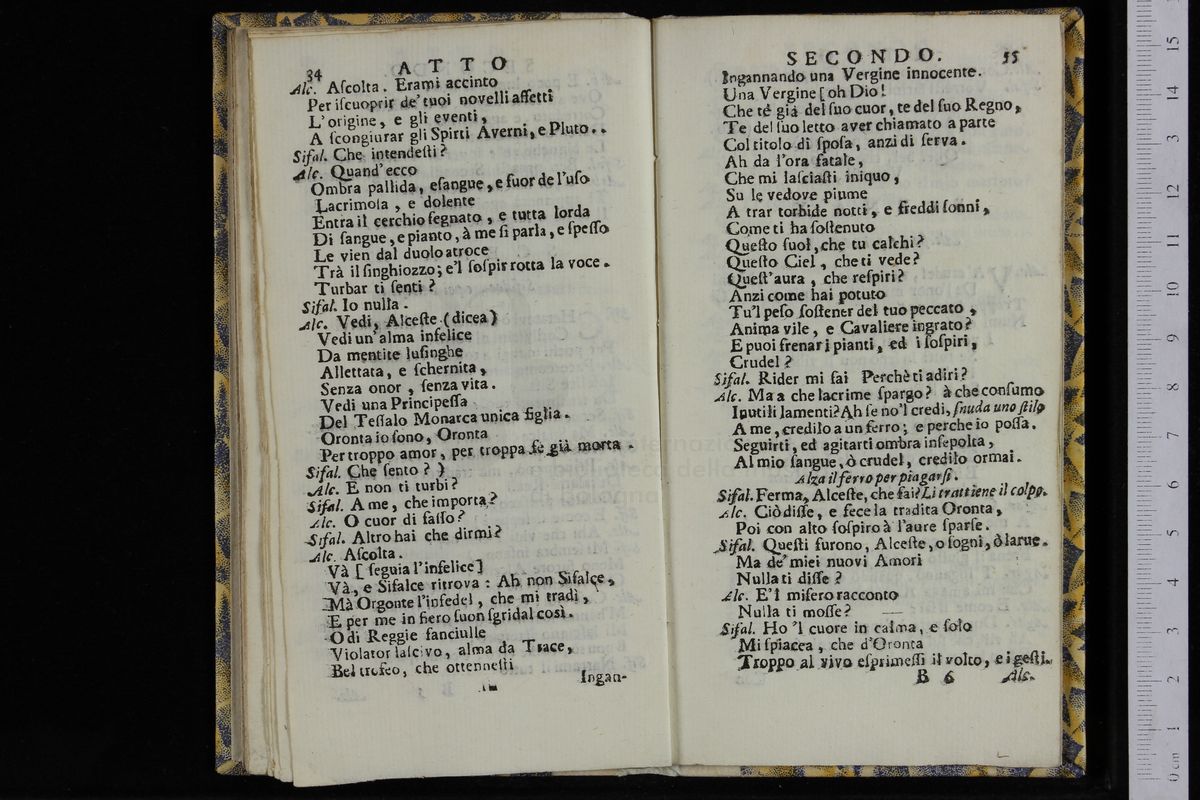 34 ATTO
Alc. Aſcolta. Erami accinto
Per iſcuoprir de' tuoi novelli affetti
L'origine, e gli eventi,
A ſcongiurar gli Spirti Averni, e Pluto..
Sifal. Che intendeſti?
Alc. Quand'ecco
Ombra pallida, eſangue, e fuor de l'uſo
Lacrimoſa, e dolente
Entra il cerchio ſegnato, e tutta lorda
Di ſangue, e pianto, à me ſi parla, e ſpeſſo
Le vien dal duolo atroce
Trà il ſinghiozzo; e'l ſoſpir rotta la voce.
Turbar ti ſenti?
Sifal. Io nulla.
Alc. Vedi, Alceſte (dicea)
Vedi un'alma infelice
Da mentite luſinghe
Allettata, e ſchernita,
Senza onor, ſenza vita.
Vedi una Principeſſa
Del Teſſalo Monarca unica figlia.
Oronta io ſono, Oronta
Per troppo amor, per troppa fè già morta.
Sifal. Che ſento? )
Alc. E non ti turbi?
Sifal. A me, che importa?
Alc. O cuor di ſaſſo?
Sifal. Altro hai che dirmi?
Alc. Aſcolta.
Và [ ſeguia l'infelice ]
Và, e Sifalce ritrova: Ah non Sifalce,
Mà Orgonte l'infedel, che mi tradì,
E per me in fiero ſuon ſgridal così.
O di Reggie fanciulle
Violator laſcivo, alma da Trace,
Bel trofeo, che ottenneſti
Ingan-
SECONDO. 35
Ingannando una Vergine innocente.
Una Vergine [ oh Dio!
Che tè già del ſuo cuor, te del ſuo Regno,
Te del ſuo letto aver chiamato a parte
Col titolo di ſpoſa, anzi di ſerva.
Ah da l'ora fatale,
Che mi laſciaſti iniquo,
Su le vedove piume
A trar torbide notti, e freddi ſonni,
Come ti ha ſoſtenuto
Queſto ſuol, che tu calchi?
Queſto Ciel, che ti vede?
Queſt'aura, che reſpiri?
Anzi come hai potuto
Tu'l peſo ſoſtener del tuo peccato,
Anima vile, e Cavaliere ingrato?
E puoi frenar i pianti, ed i ſoſpiri,
Crudel?
Sifal. Rider mi fai Perchè ti adiri?
Alc. Ma a che lacrime ſpargo? à che conſumo
Inutili lamenti? Ah ſe no'l credi, ſnuda uno ſtilo
A me, credilo a un ferro; e perche io poſſa.
Seguirti, ed agitarti ombra inſepolta,
Al mio ſangue, ò crudel, credilo ormai.
Alza il ferro per piagarſi.
Sifal. Ferma, Alceſte, che fai? Li trattiene il colpo.
Alc. Ciò diſſe, e fece la tradita Oronta,
Poi con alto ſoſpiro à l'aure ſparſe.
Sifal. Queſti furono, Alceſte, o ſogni, ò larue.
Ma de' miei nuovi Amori
Nulla ti diſſe?
Alc. E'l miſero racconto
Nulla ti moſſe?
Sifal. Ho 'l cuore in calma, e ſolo
Mi ſpiacea, che d'Oronta
Troppo al vivo eſprimeſſi il volto, e i geſti.
B 6 Alc.